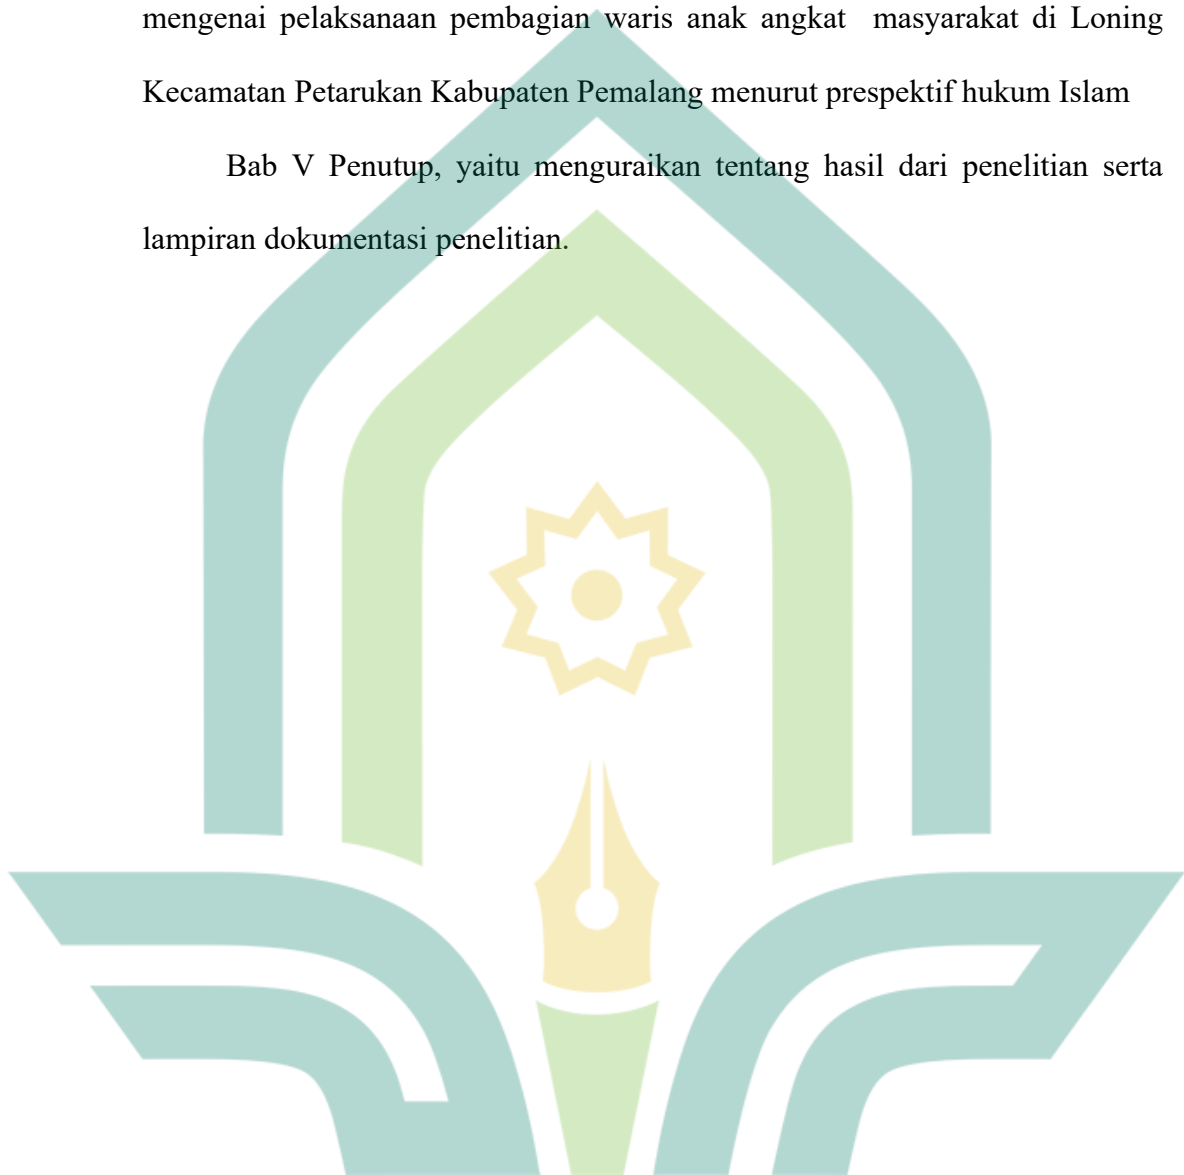 mengenai pelaksanaan pembagian waris anak angkat masyarakat di Loning
Kecamatan Petarukan Kabupaten Pemalang menurut prespektif hukum Islam
Bab V Penutup, yaitu menguraikan tentang hasil dari penelitian serta
lampiran dokumentasi penelitian.